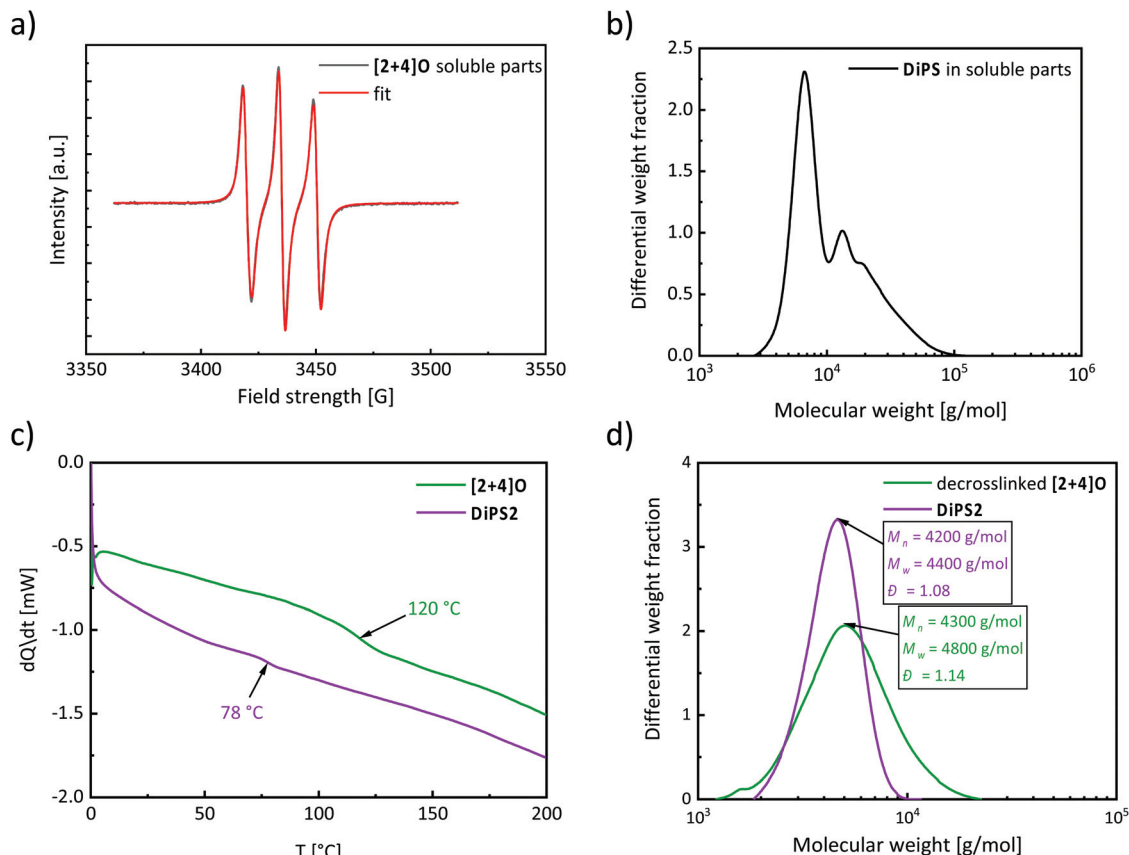 a)
[2+4]O soluble parts
fit
Intensity [a.u.]
3350
3400
3450
3500
3550
Field strength [G]
b)
2.5
2.0
1.5
1.0
0.5
0.0
DiPS in soluble parts
Differential weight fraction
10³
10⁴
10⁵
10⁶
Molecular weight [g/mol]
c)
0.0
-0.5
-1.0
-1.5
-2.0
[2+4]O
DiPS2
dQ\dt [mW]
120 °C
78 °C
0
50
100
150
200
T [°C]
d)
4
3
2
1
0
decrosslinked [2+4]O
DiPS2
Differential weight fraction
Mn = 4200 g/mol
Mw = 4400 g/mol
Đ = 1.08
Mn = 4300 g/mol
Mw = 4800 g/mol
Đ = 1.14
10³
10⁴
10⁵
Molecular weight [g/mol]